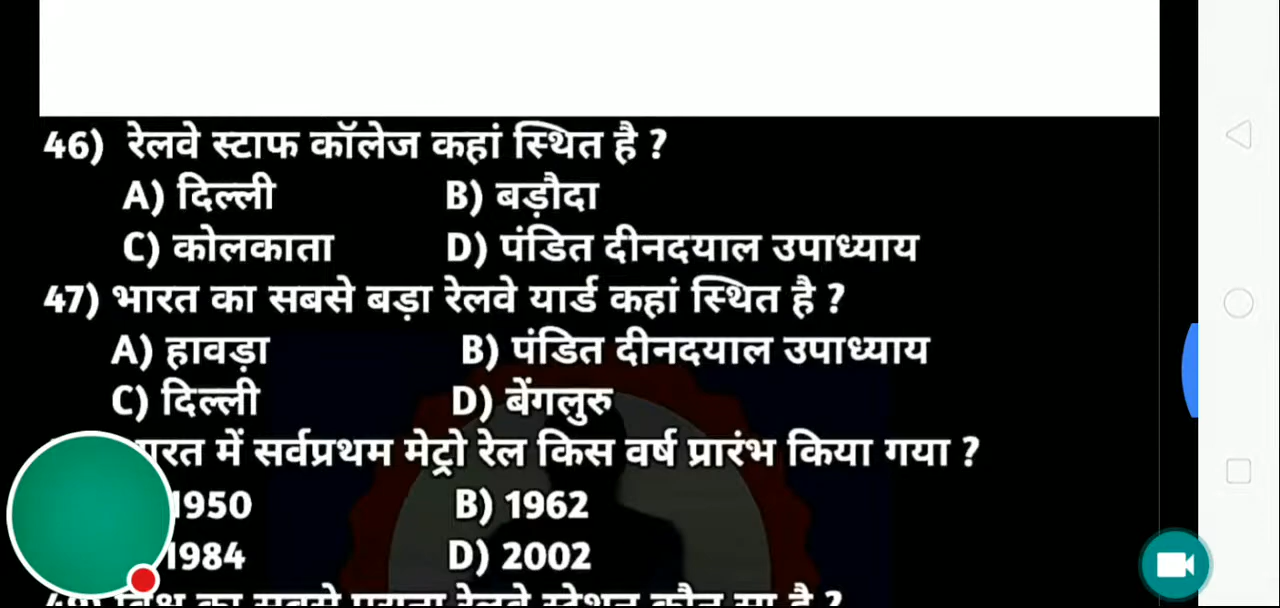 46) रेलवे स्टाफ कॉलेज कहां स्थित है ?
A) दिल्ली B) बड़ौदा
C) कोलकाता D) पंडित दीनदयाल उपाध्याय
47) भारत का सबसे बड़ा रेलवे यार्ड कहां स्थित है ?
A) हावड़ा B) पंडित दीनदयाल उपाध्याय
C) दिल्ली D) बेंगलुरु
में सर्वप्रथम मेट्रो रेल किस वर्ष प्रारंभ किया गया ?
1950 B) 1962
1984 D) 2002